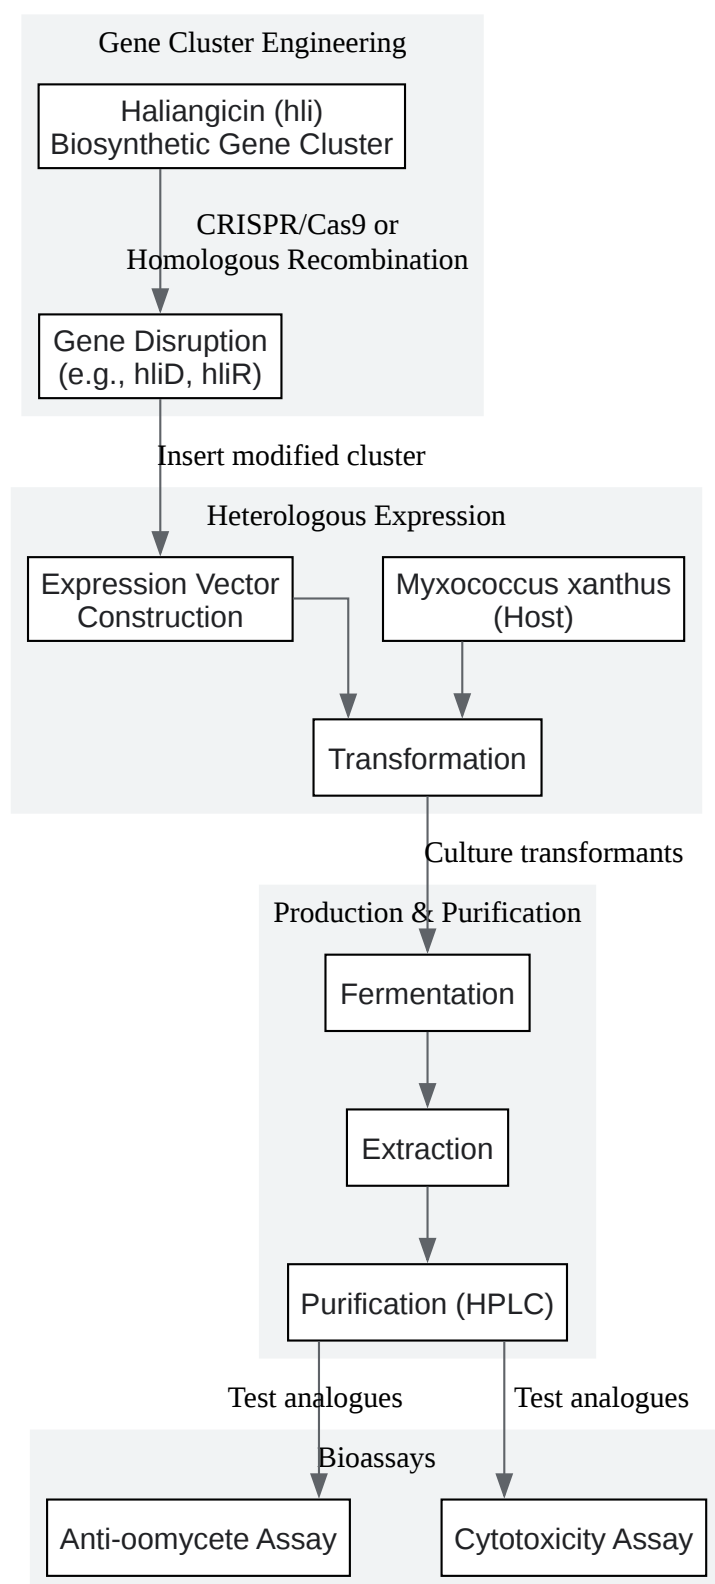 Gene Cluster Engineering
Haliangicin (hli)
Biosynthetic Gene Cluster
CRISPR/Cas9 or
Homologous Recombination
Gene Disruption
(e.g., hliD, hliR)
Insert modified cluster
Heterologous Expression
Expression Vector
Construction
Myxococcus xanthus
(Host)
Transformation
Culture transformants
Production & Purification
Fermentation
Extraction
Purification (HPLC)
Test analogues
Test analogues
Bioassays
Anti-oomycete Assay
Cytotoxicity Assay